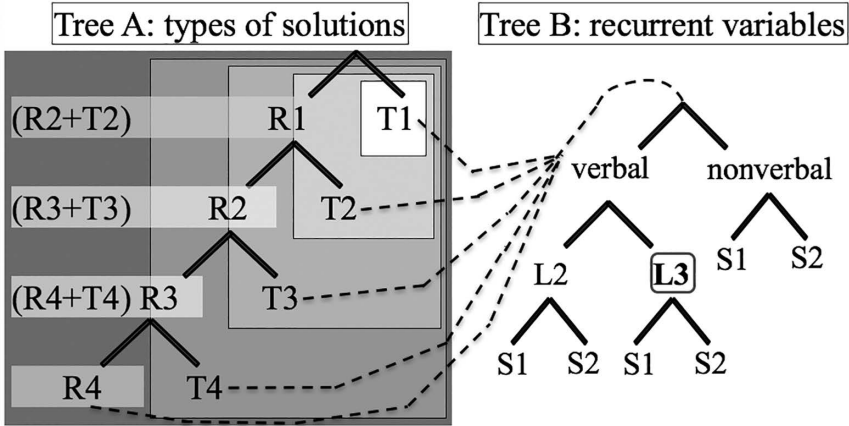 Tree A: types of solutions
Tree B: recurrent variables
(R2+T2) R1 T1
verbal nonverbal
(R3+T3) R2 T2
L2 L3 S1 S2
(R4+T4) R3 T3
S1 S2 S1 S2
R4 T4